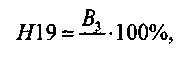 H19 = B₃/ · 100%,